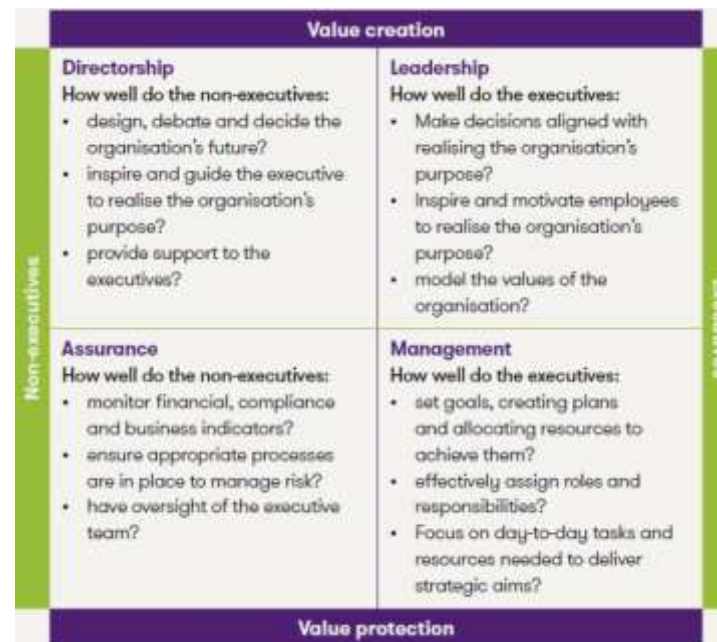 Value creation
Directorship
How well do the non-executives:
• design, debate and decide the
organisation's future?
• inspire and guide the executive
to realise the organisation's
purpose?
• provide support to the
executives?
Leadership
How well do the executives:
• Make decisions aligned with
realising the organisation's
purpose?
• Inspire and motivate employees
to realise the organisation's
purpose?
• model the values of the
organisation?
Non-executives
Assurance
How well do the non-executives:
• monitor financial, compliance
and business indicators?
• ensure appropriate processes
are in place to manage risk?
• have oversight of the executive
team?
Management
How well do the executives:
• set goals, creating plans
and allocating resources to
achieve them?
• effectively assign roles and
responsibilities?
• Focus on day-to-day tasks and
resources needed to deliver
strategic aims?
Value protection